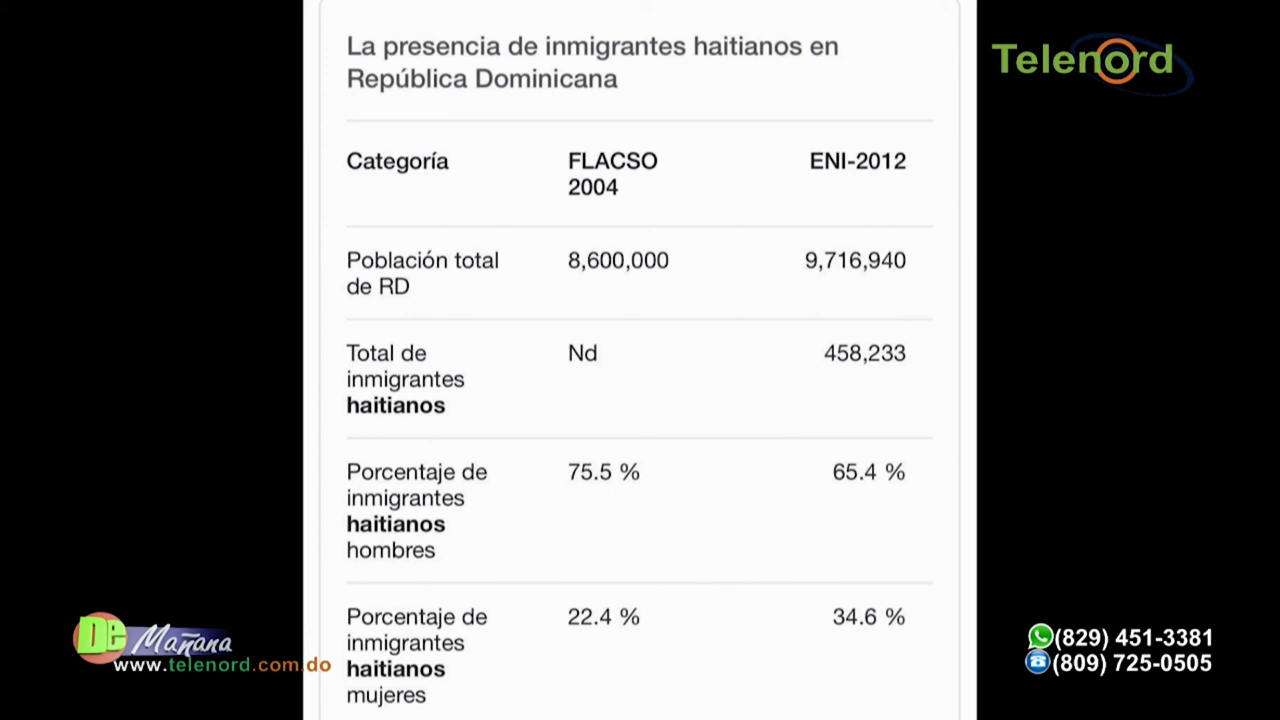 La presencia de inmigrantes haitianos en
República Dominicana
Telenord
Categoría
FLACSO
2004
ENI-2012
Población total
de RD
8,600,000
9,716,940
Total de
inmigrantes
haitianos
Nd
458,233
Porcentaje de
inmigrantes
haitianos
hombres
75.5 %
65.4 %
Porcentaje de
inmigrantes
haitianos
mujeres
22.4 %
34.6 %
De Mañana
www.telenord.com.do
(829) 451-3381
(809) 725-0505